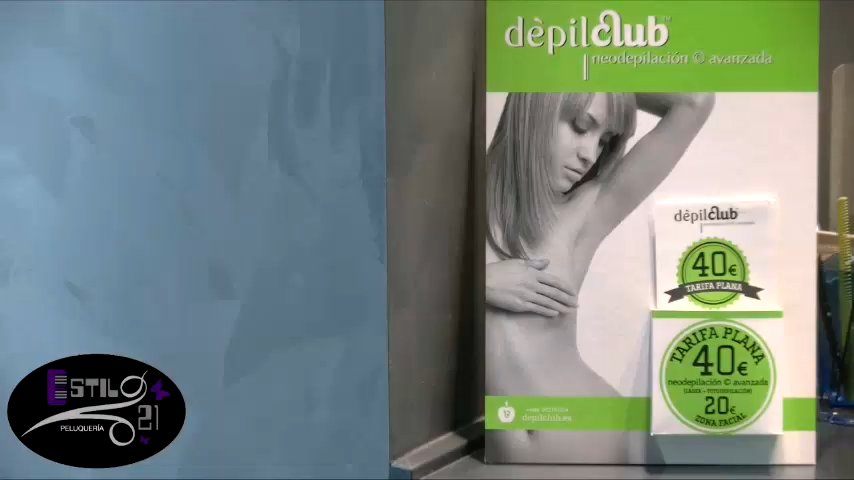 dèpilclub
neodepilación © avanzada
dèpilclub
40€
TARIFA PLANA
TARIFA PLANA
40€
neodepilación © avanzada
20€
ZONA FACIAL
depilclub.es
ESTILO
21
PELUQUERÍA